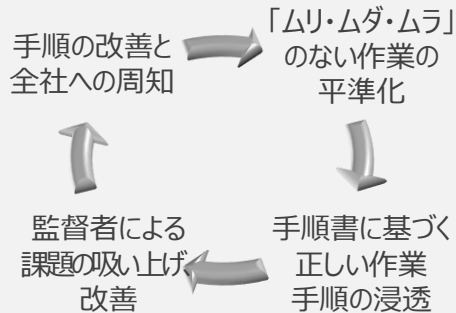 手順の改善と
全社への周知
「ムリ・ムダ・ムラ」
のない作業の
平準化
手順書に基づく
正しい作業
手順の浸透
監督者による
課題の吸い上げ
改善